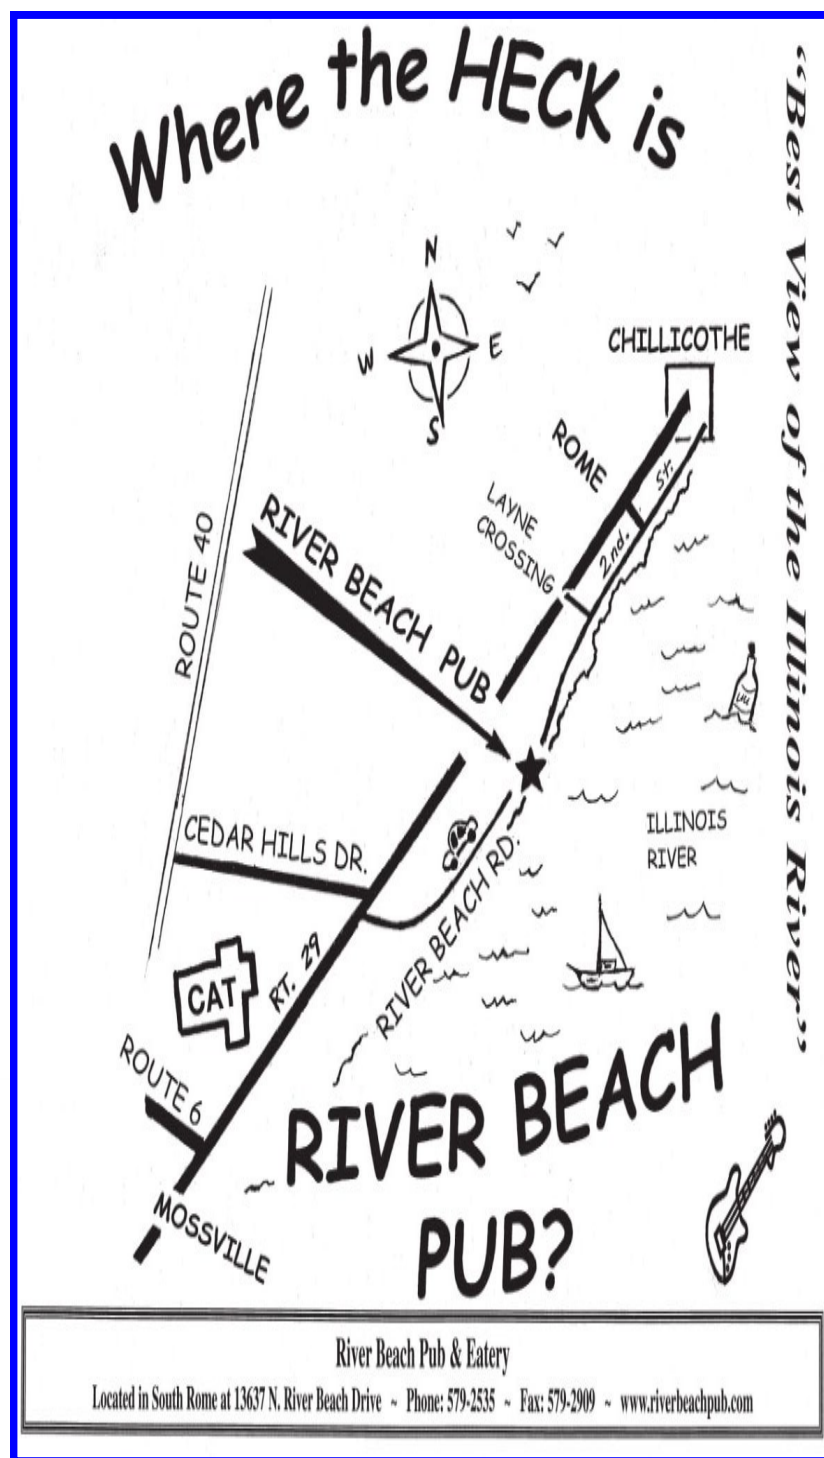 Where the HECK is
"Best View of the Illinois River"
N
W
E
S
CHILLICOTHE
ROME
LAYNE
CROSSING
2nd. St.
ROUTE 40
RIVER BEACH PUB
CEDAR HILLS DR.
ILLINOIS
RIVER
RIVER BEACH RD.
RT. 29
CAT
ROUTE 6
MOSSVILLE
RIVER BEACH
PUB?
River Beach Pub & Eatery
Located in South Rome at 13637 N. River Beach Drive ~ Phone: 579-2535 ~ Fax: 579-2909 ~ www.riverbeachpub.com